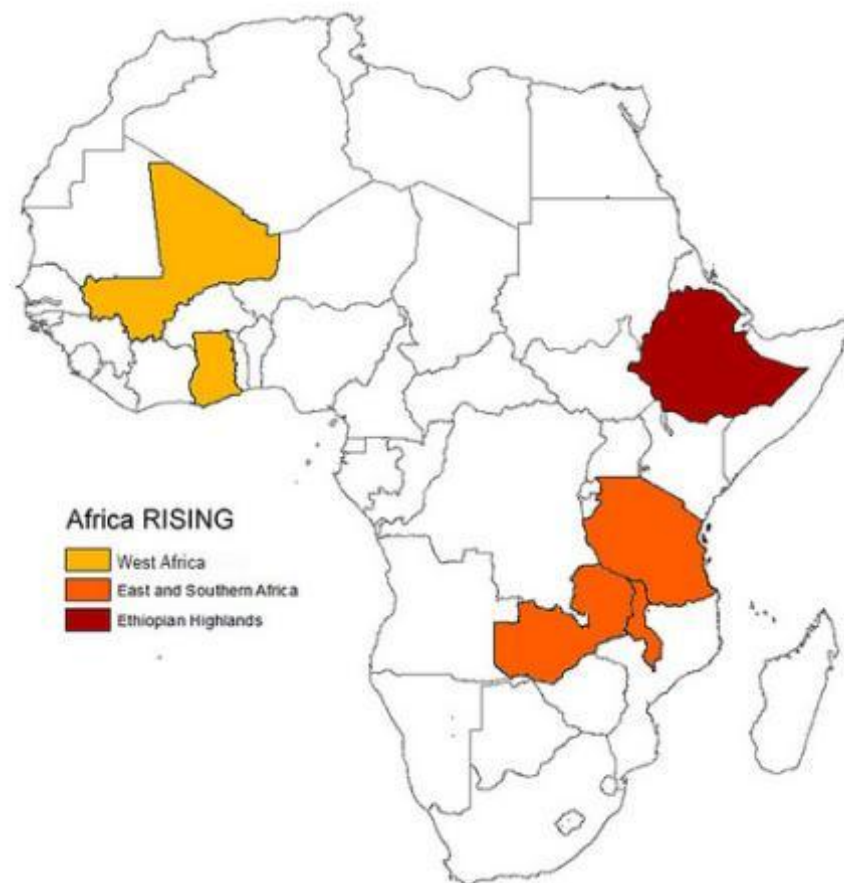 Africa RISING
West Africa
East and Southern Africa
Ethiopian Highlands